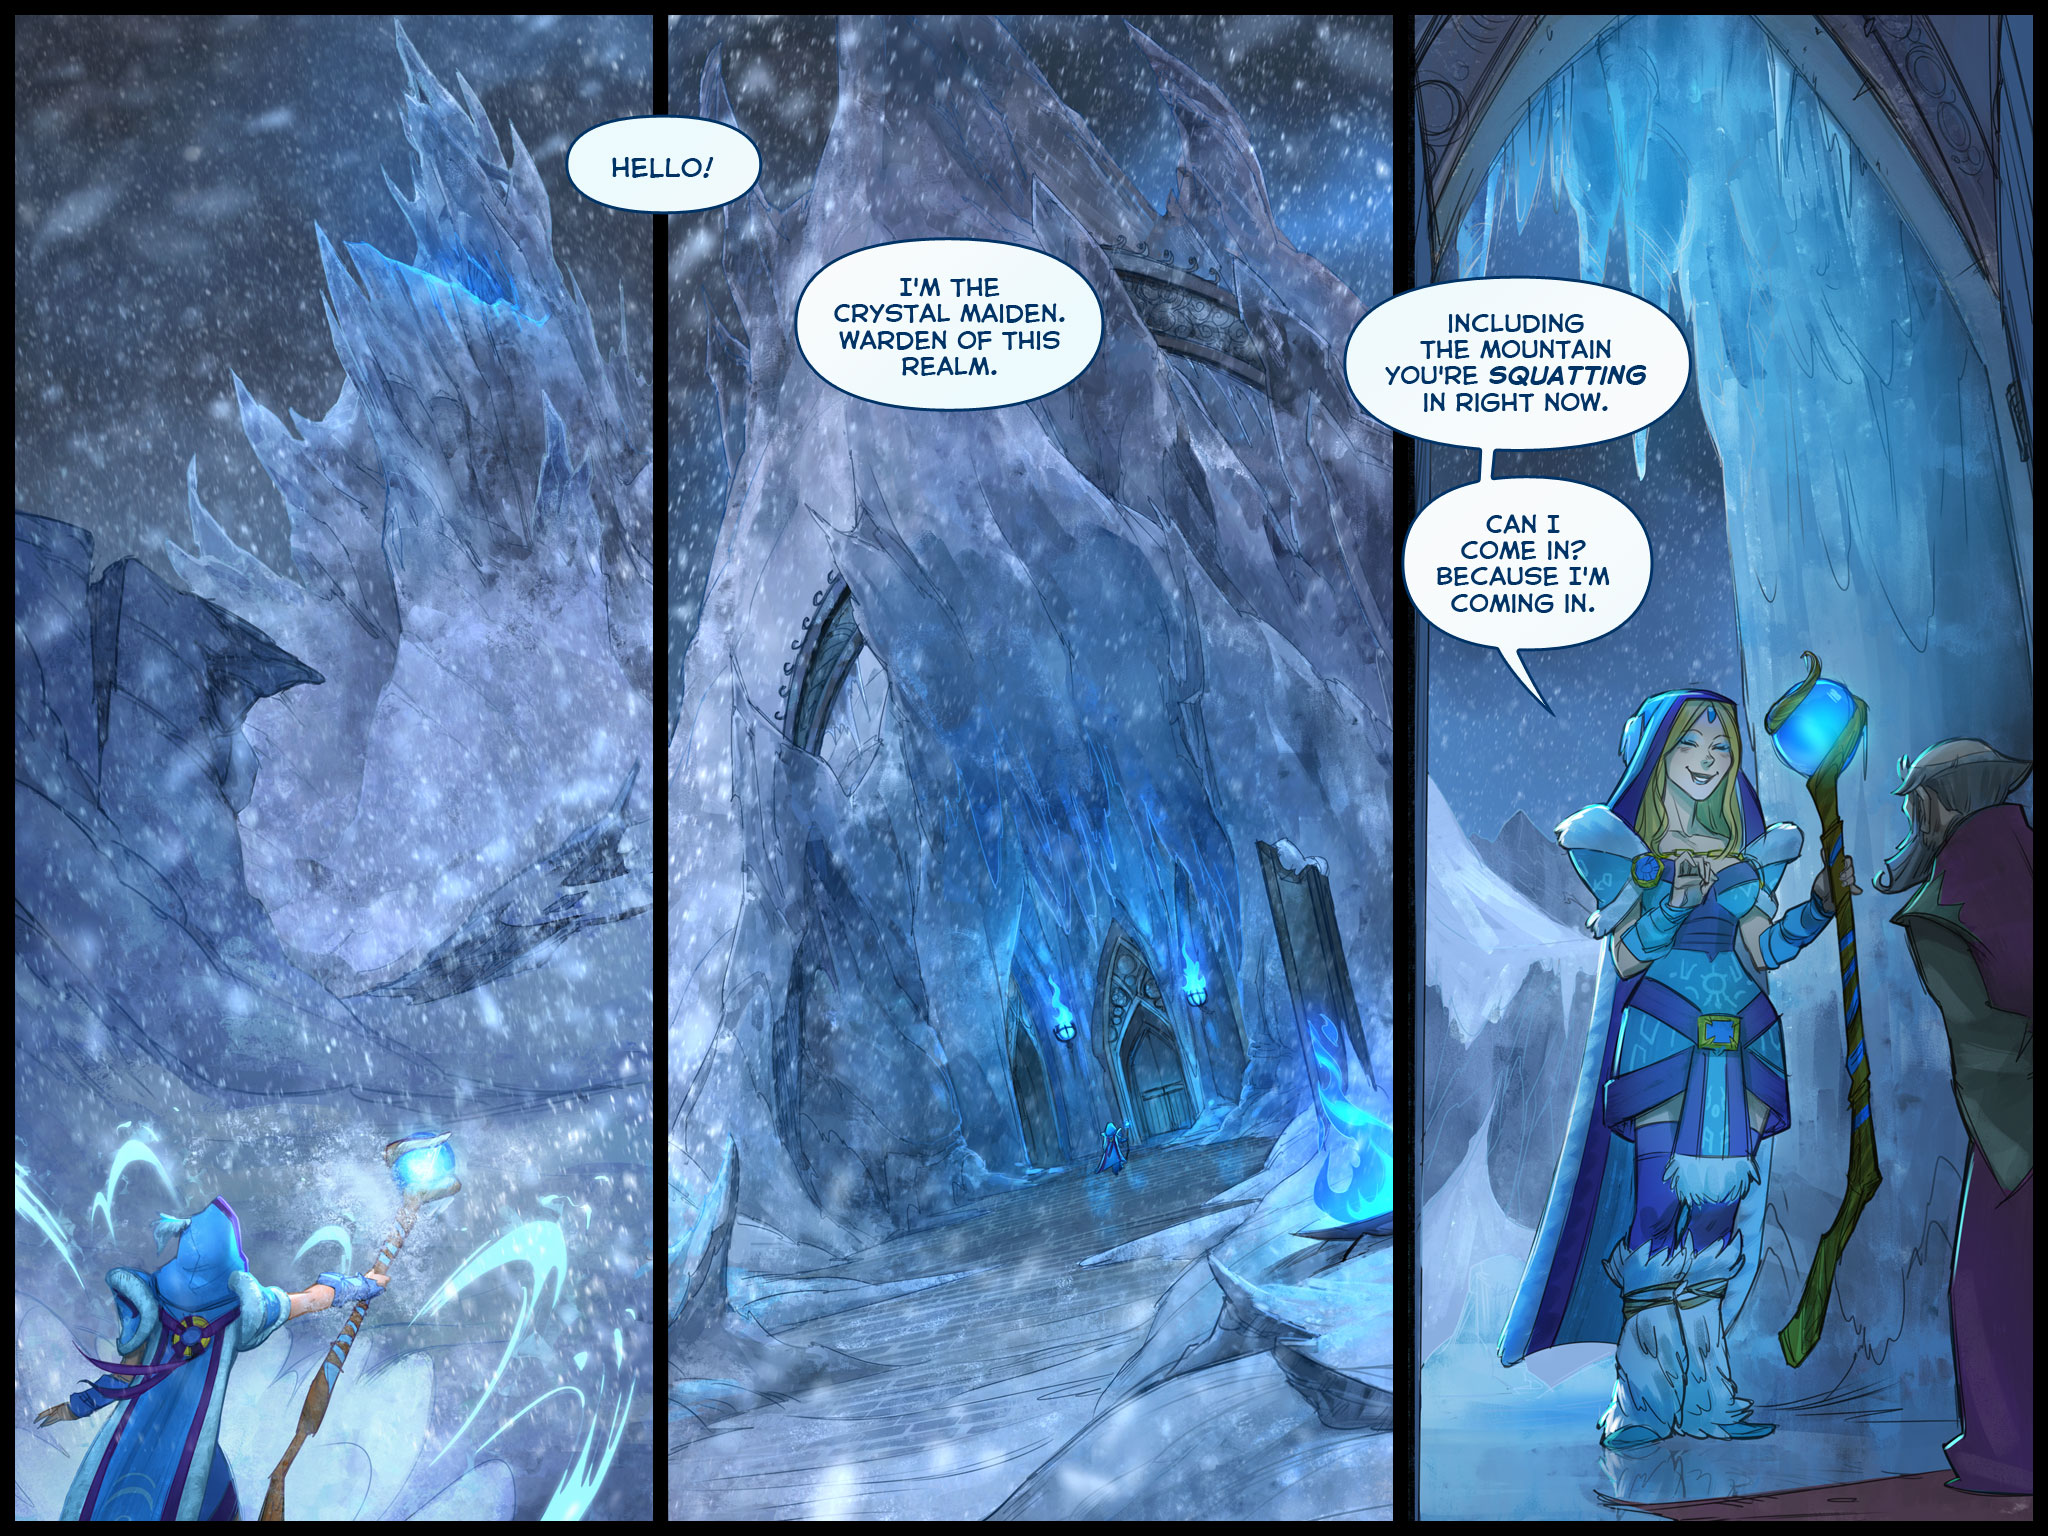 HELLO!
I'M THE
CRYSTAL MAIDEN.
WARDEN OF THIS
REALM.
INCLUDING
THE MOUNTAIN
YOU'RE SQUATTING
IN RIGHT NOW.
CAN I
COME IN?
BECAUSE I'M
COMING IN.